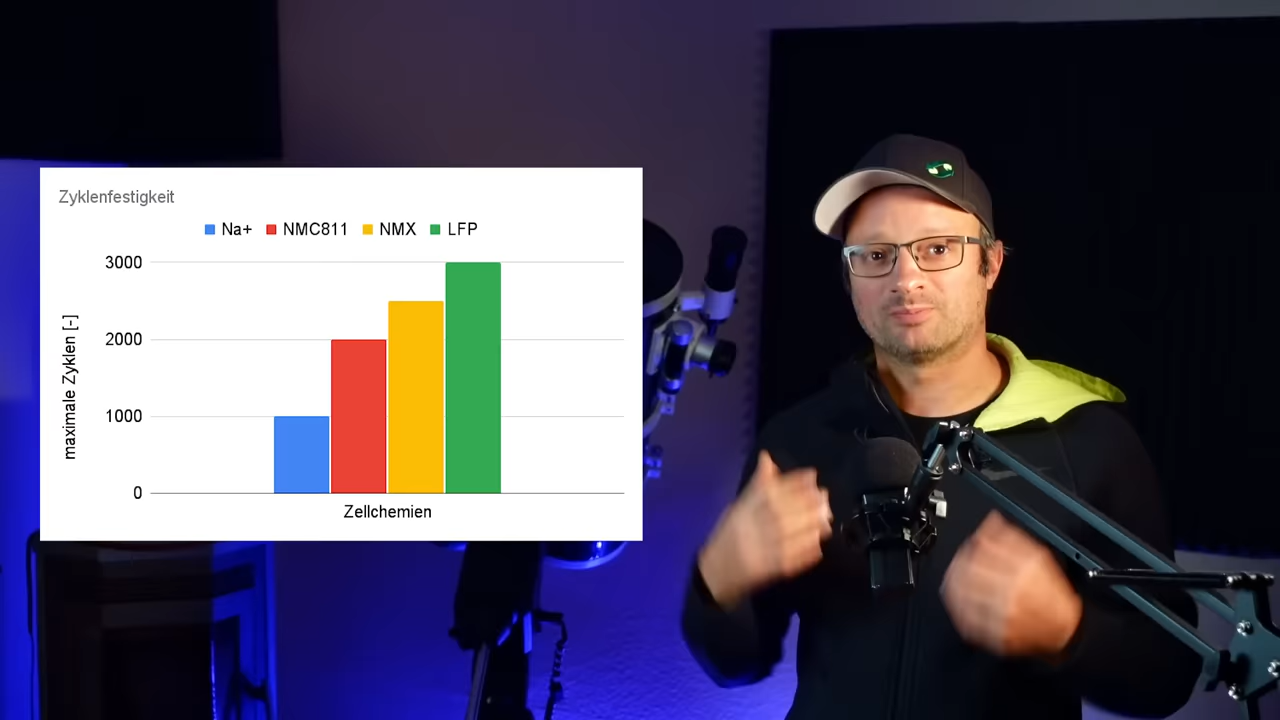 Zyklenfestigkeit
Na+ NMC811 NMX LFP
3000
2000
1000
0
maximale Zyklen [-]
Zellchemien